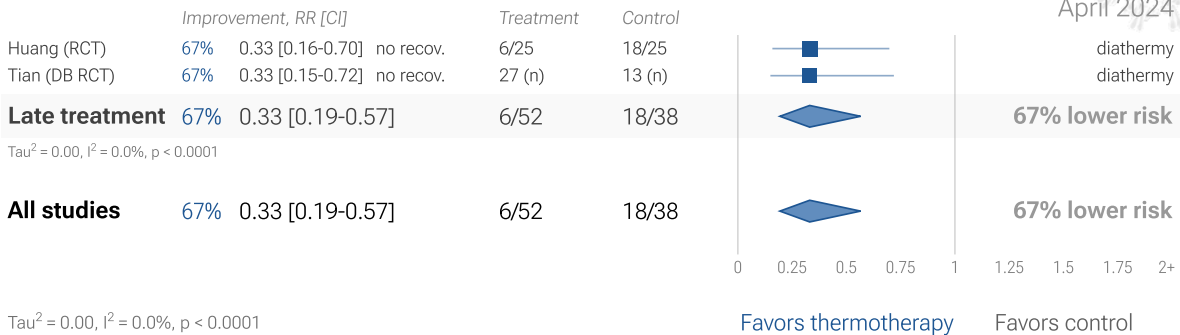 April 2024
Improvement, RR [CI] Treatment Control
Huang (RCT) 67% 0.33 [0.16-0.70] no recov. 6/25 18/25 diathermy
Tian (DB RCT) 67% 0.33 [0.15-0.72] no recov. 27 (n) 13 (n) diathermy
Late treatment 67% 0.33 [0.19-0.57] 6/52 18/38 67% lower risk
Tau² = 0.00, I² = 0.0%, p < 0.0001
All studies 67% 0.33 [0.19-0.57] 6/52 18/38 67% lower risk
0 0.25 0.5 0.75 1 1.25 1.5 1.75 2+
Tau² = 0.00, I² = 0.0%, p < 0.0001 Favors thermotherapy Favors control